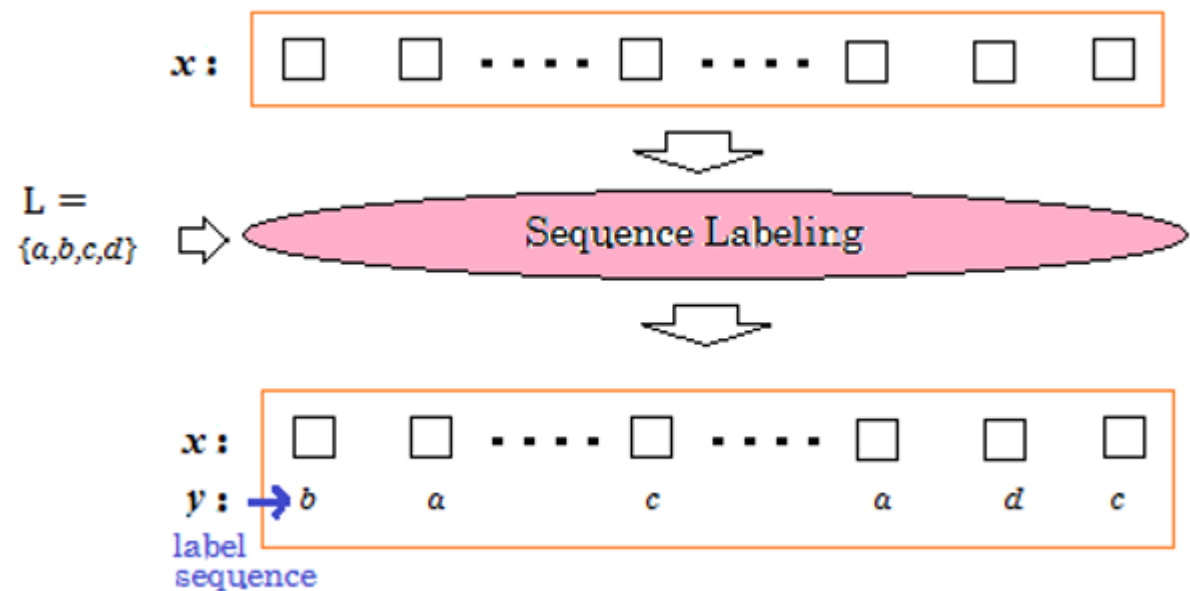 x :
L =
{a,b,c,d}
Sequence Labeling
x :
y : b a c a d c
label
sequence